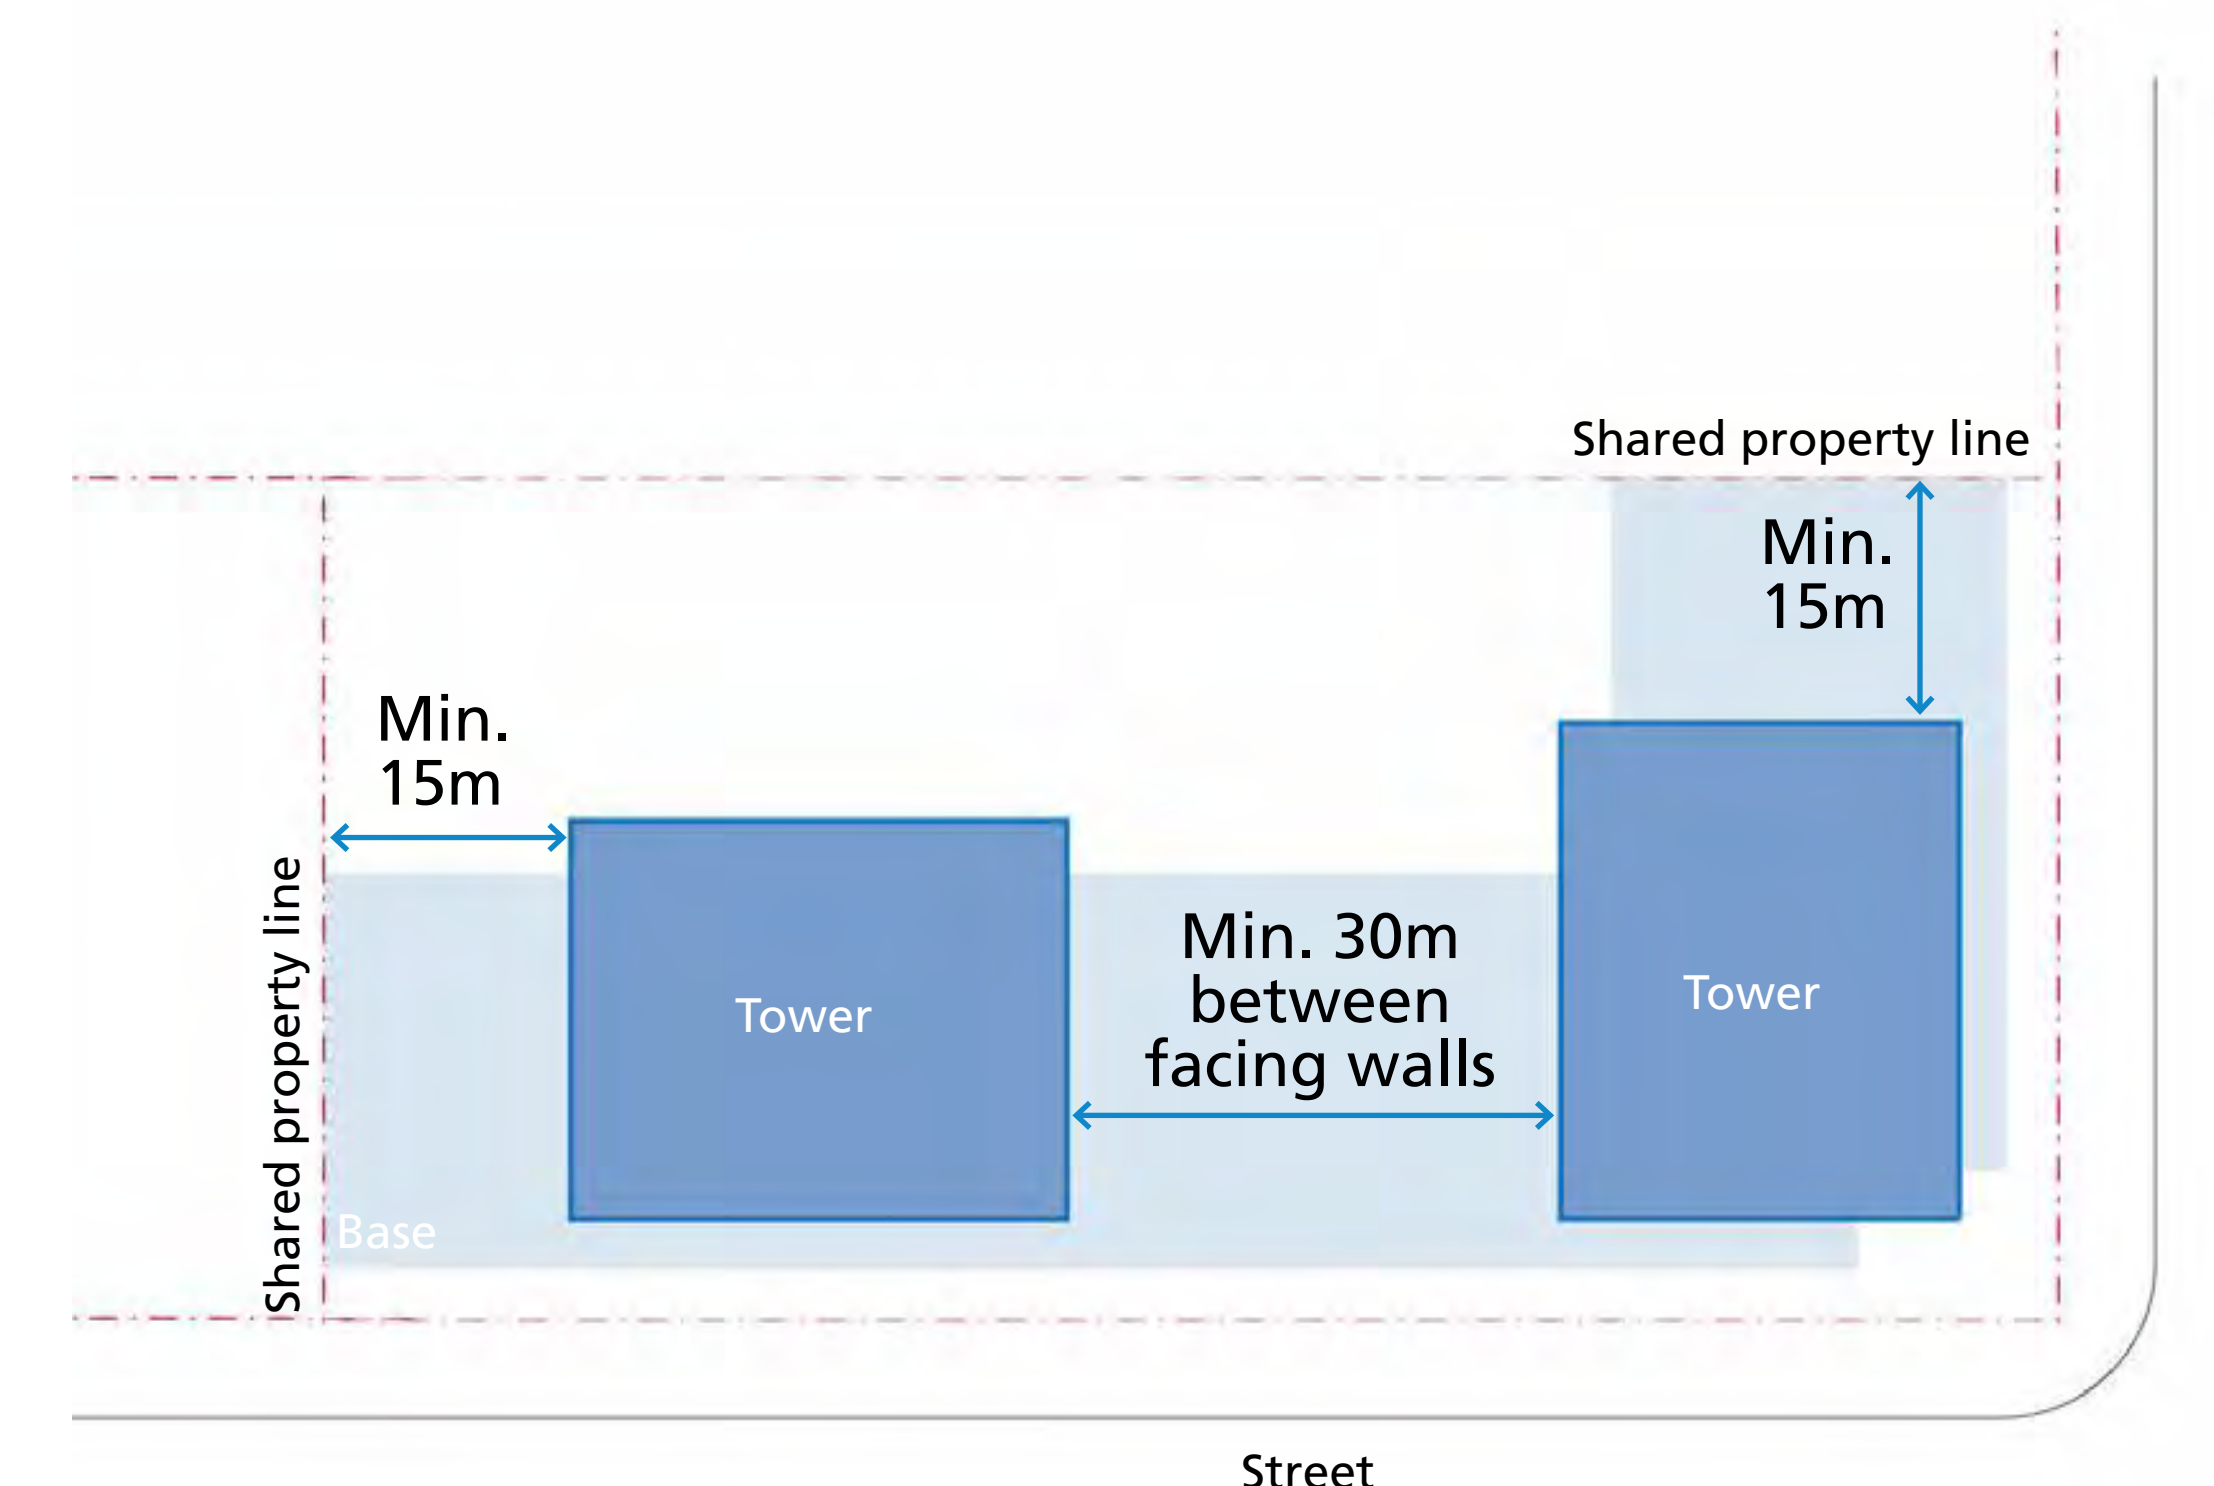 Shared property line
Min.
15m
Min.
15m
Shared property line
Min. 30m
between
facing walls
Tower
Tower
Base
Street